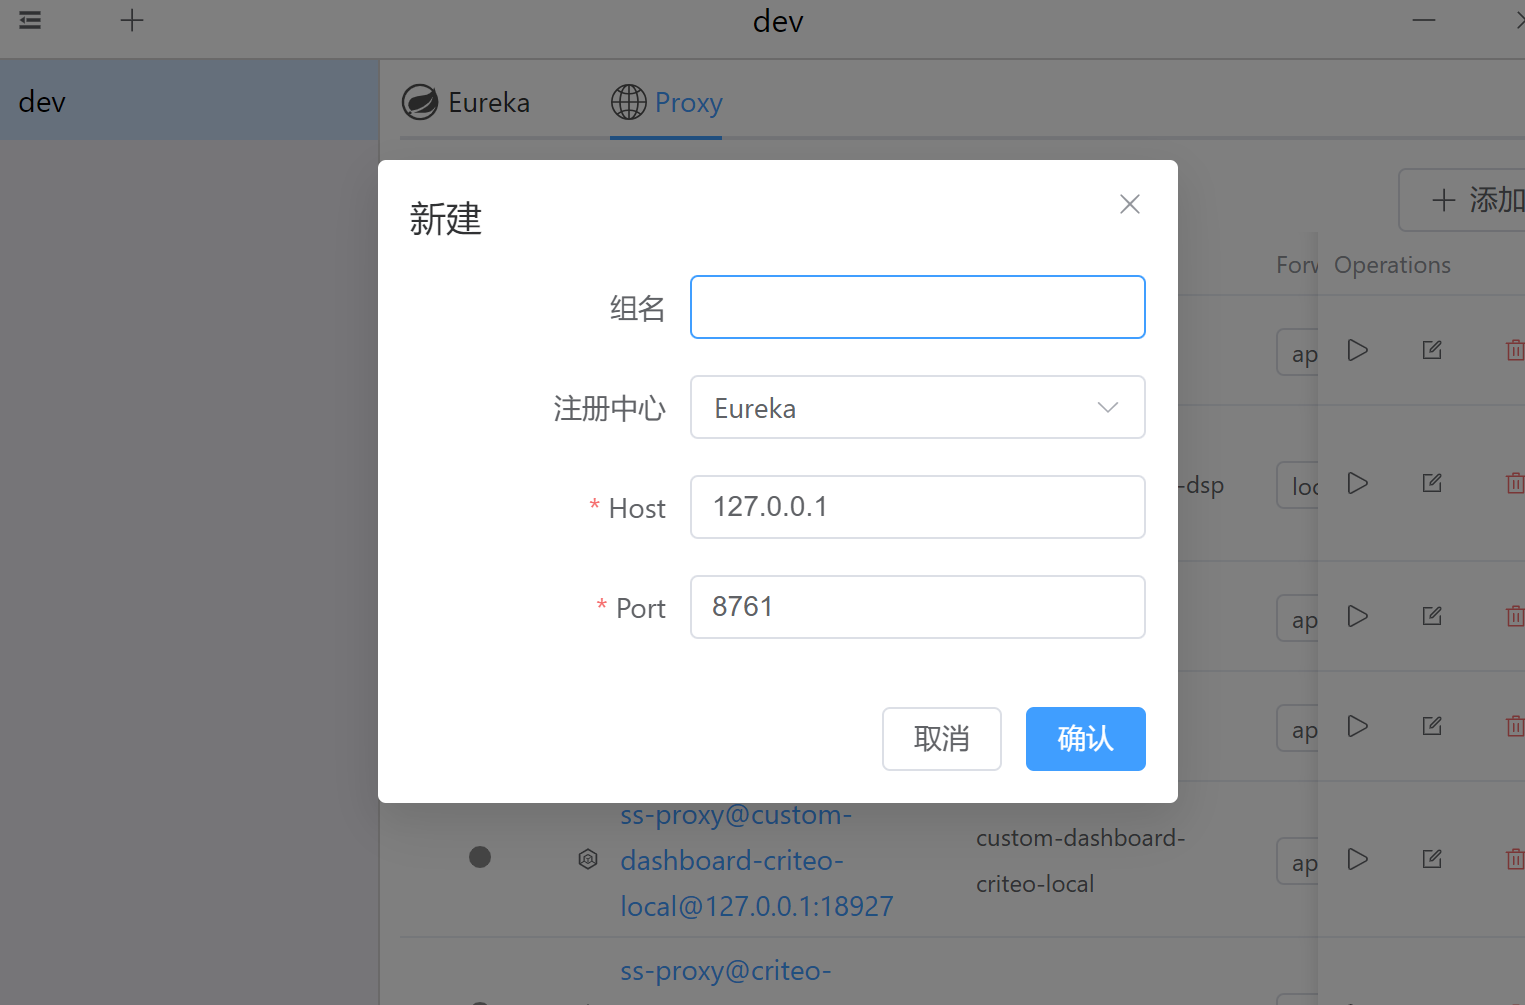 dev
dev
Eureka
Proxy
添加
新建
组名
注册中心
Eureka
* Host
127.0.0.1
* Port
8761
取消
确认
Operations
-dsp
ap
ap
ap
ss-proxy@custom-
dashboard-criteo-
local@127.0.0.1:18927
custom-dashboard-
criteo-local
ap
ss-proxy@criteo-